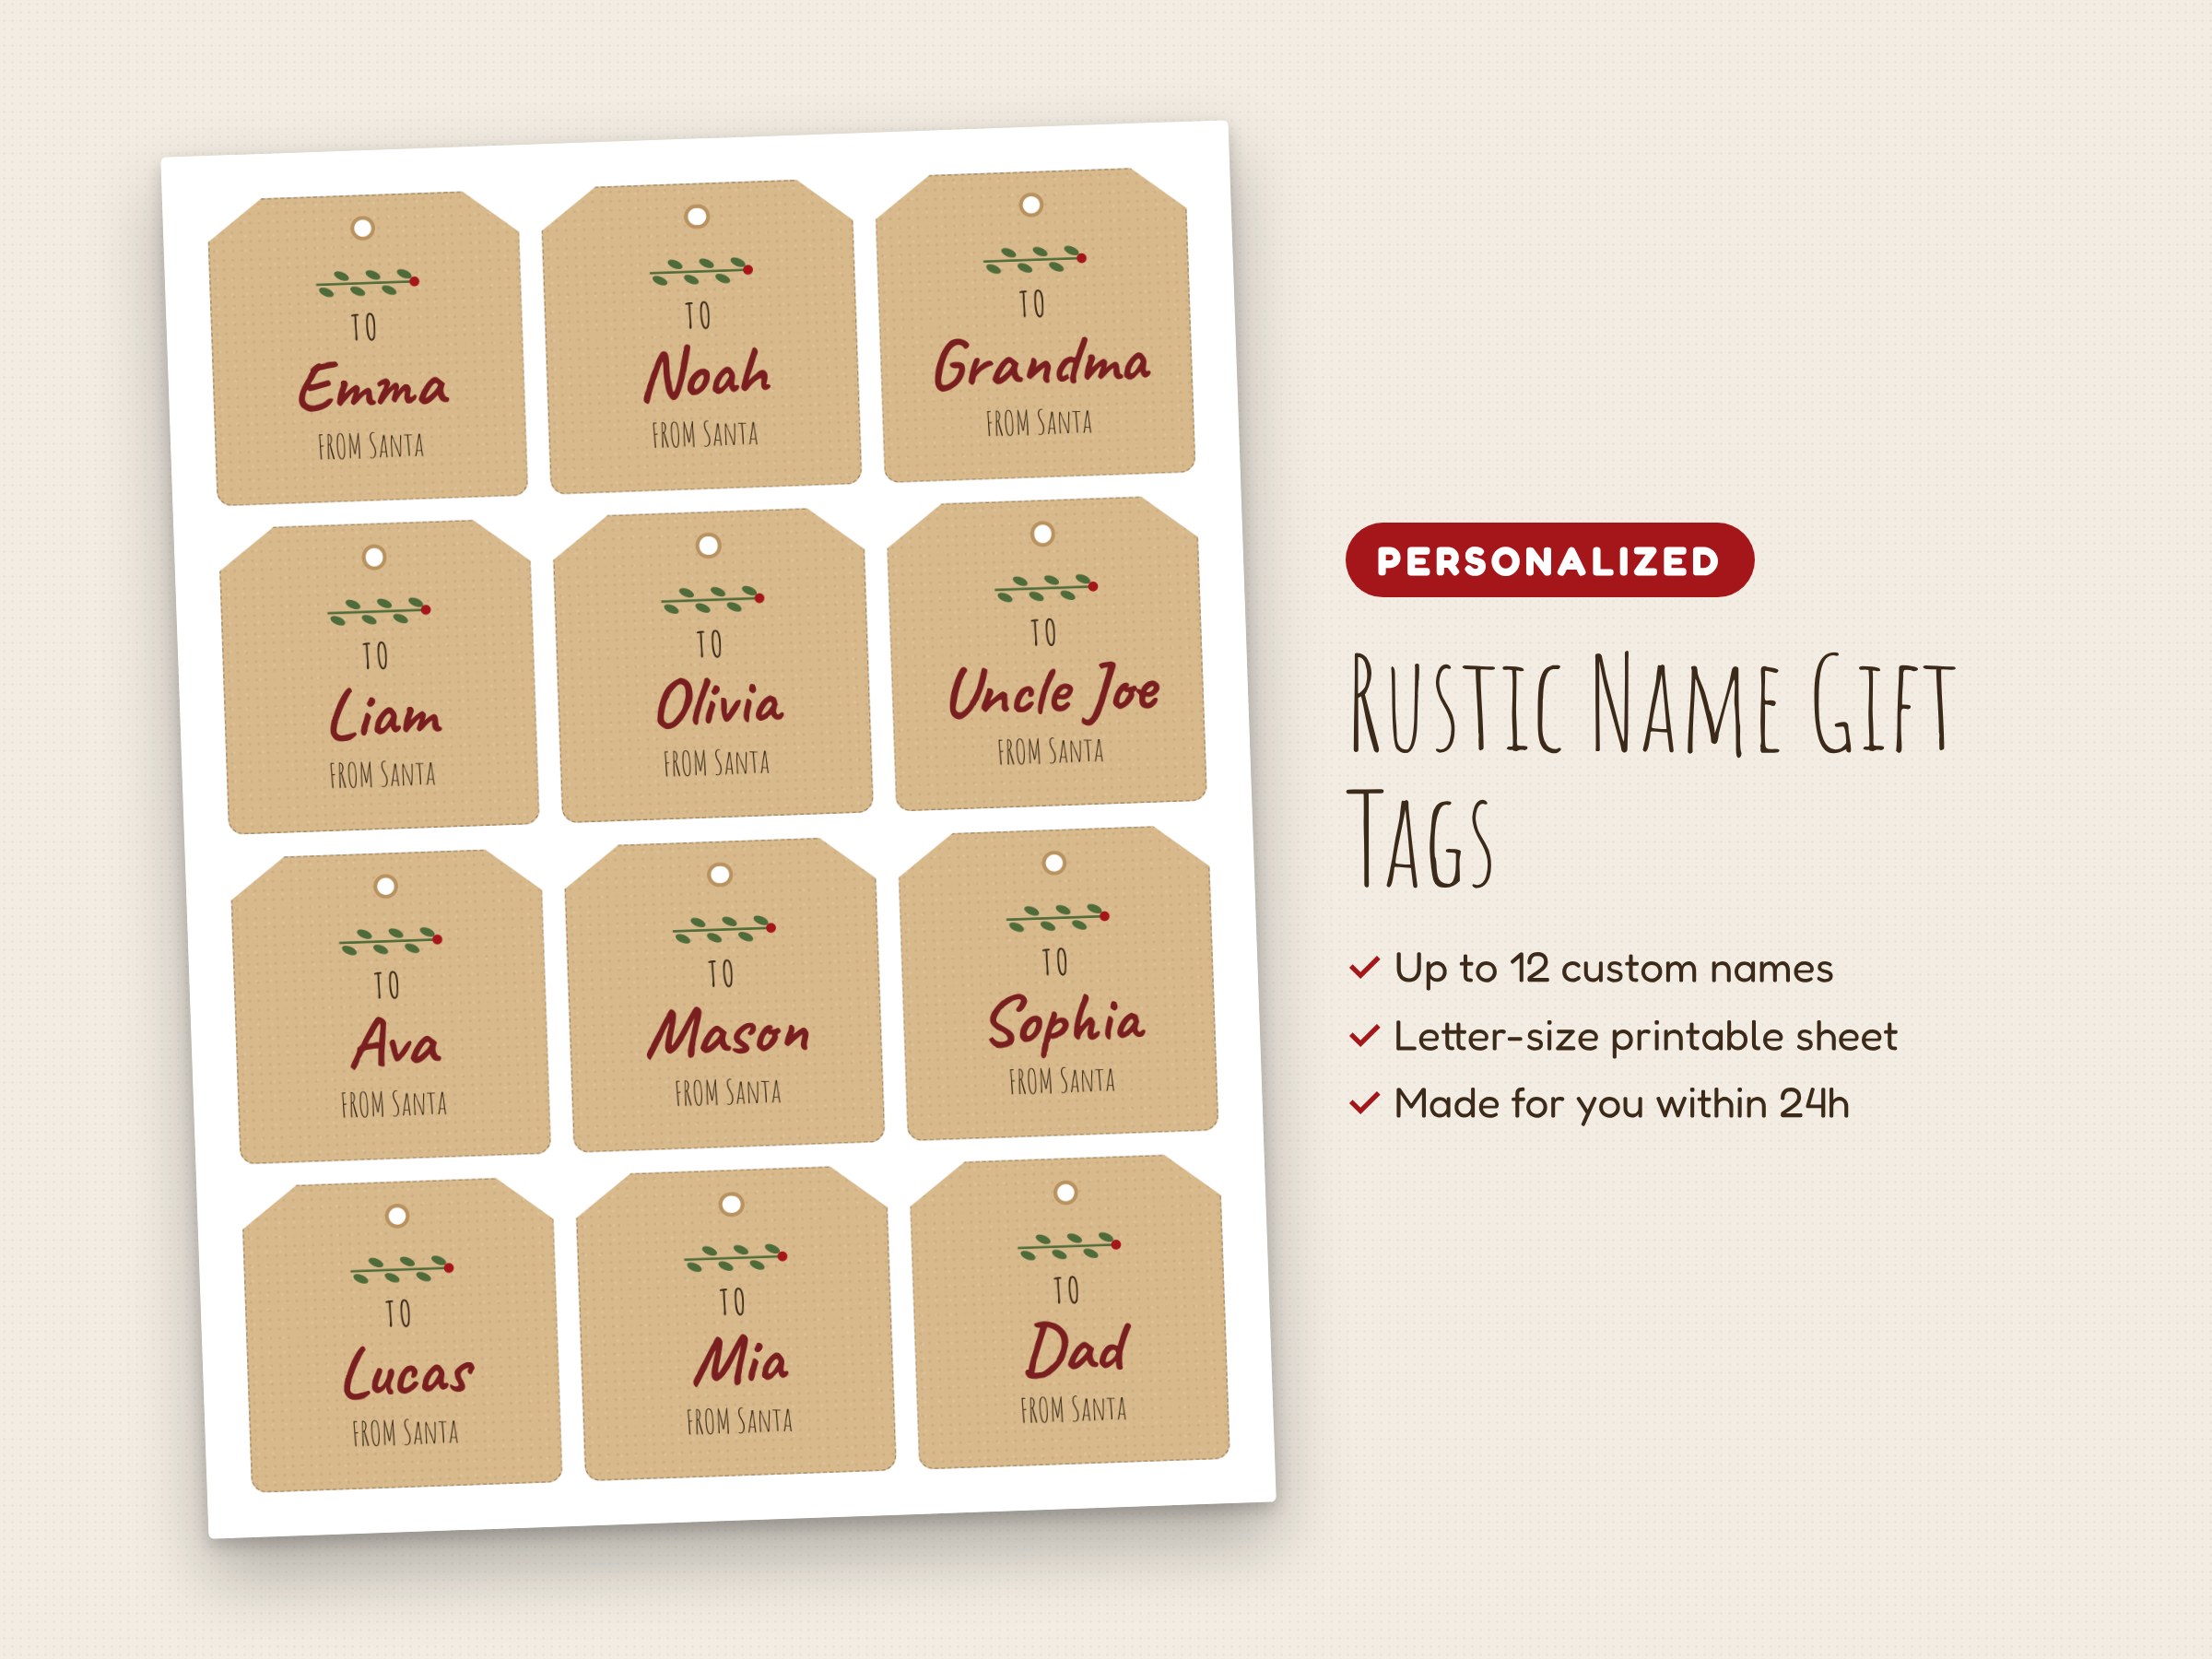 TO
Emma
FROM Santa
TO
Noah
FROM Santa
TO
Grandma
FROM Santa
TO
Liam
FROM Santa
TO
Olivia
FROM Santa
TO
Uncle Joe
FROM Santa
TO
Ava
FROM Santa
TO
Mason
FROM Santa
TO
Sophia
FROM Santa
TO
Lucas
FROM Santa
TO
Mia
FROM Santa
TO
Dad
FROM Santa
PERSONALIZED
Rustic Name Gift
Tags
Up to 12 custom names
Letter-size printable sheet
Made for you within 24h